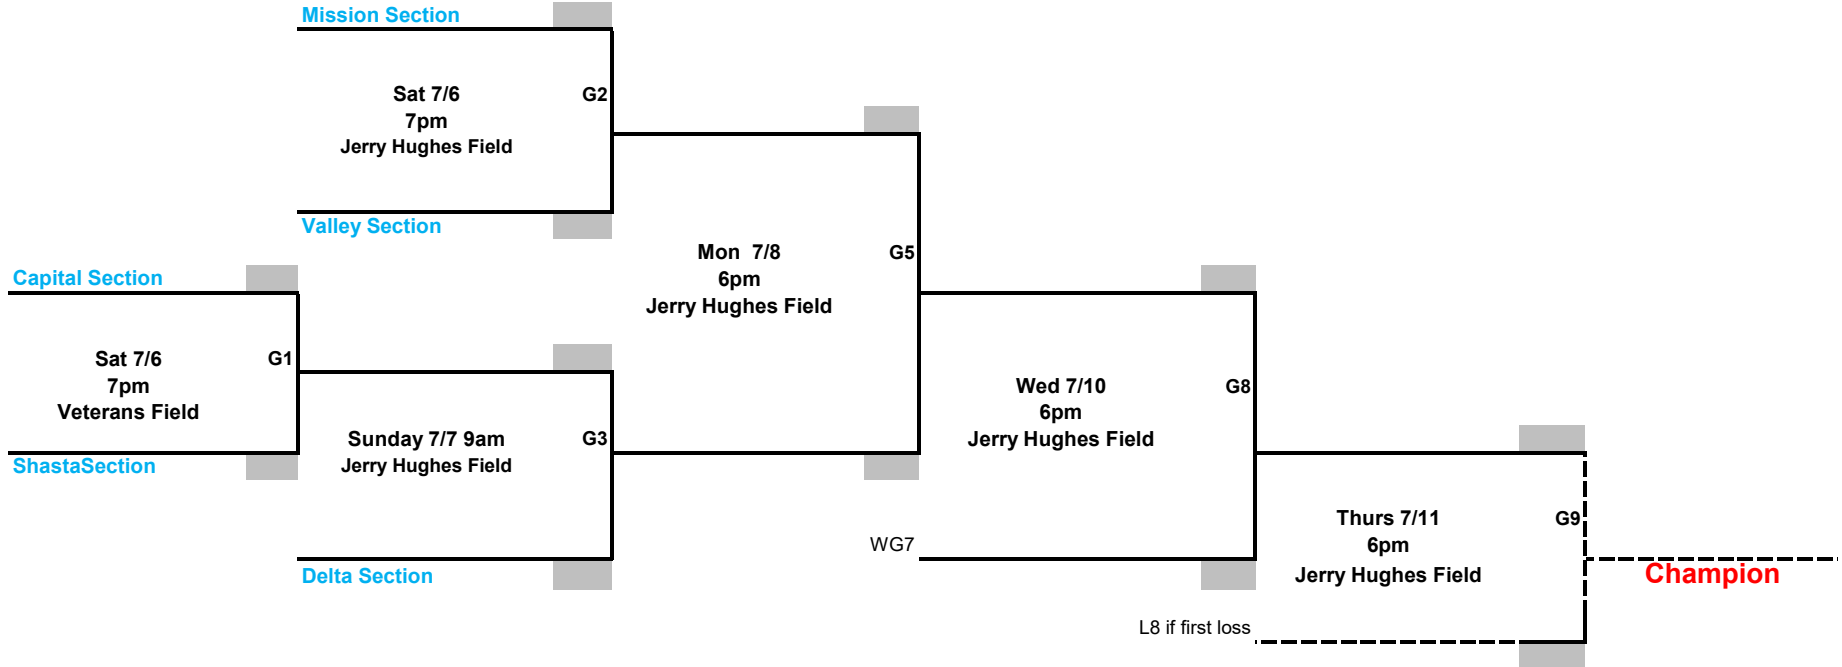 Mission Section
Sat 7/6
G2
7pm
Jerry Hughes Field
Valley Section
Mon  7/8
G5
6pm
Jerry Hughes Field
Capital Section
Sat 7/6
G1
7pm
Veterans Field
ShastaSection
Sunday 7/7 9am
G3
Jerry Hughes Field
Delta Section
Wed 7/10
G8
6pm
Jerry Hughes Field
WG7
Thurs 7/11
G9
6pm
Jerry Hughes Field
Champion
L8 if first loss